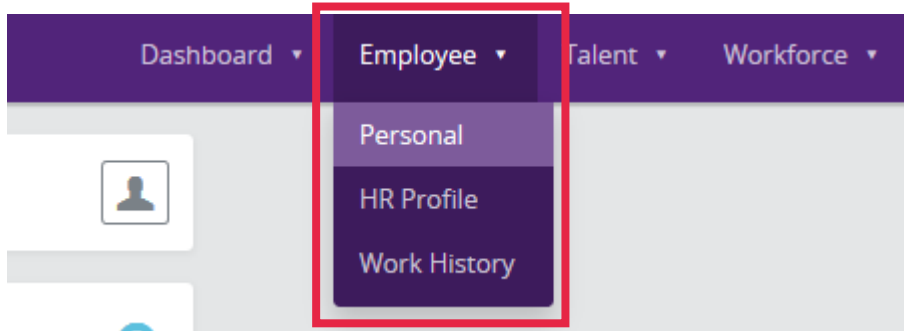 Dashboard ▾ Employee ▾ Talent ▾ Workforce ▾
Personal
HR Profile
Work History